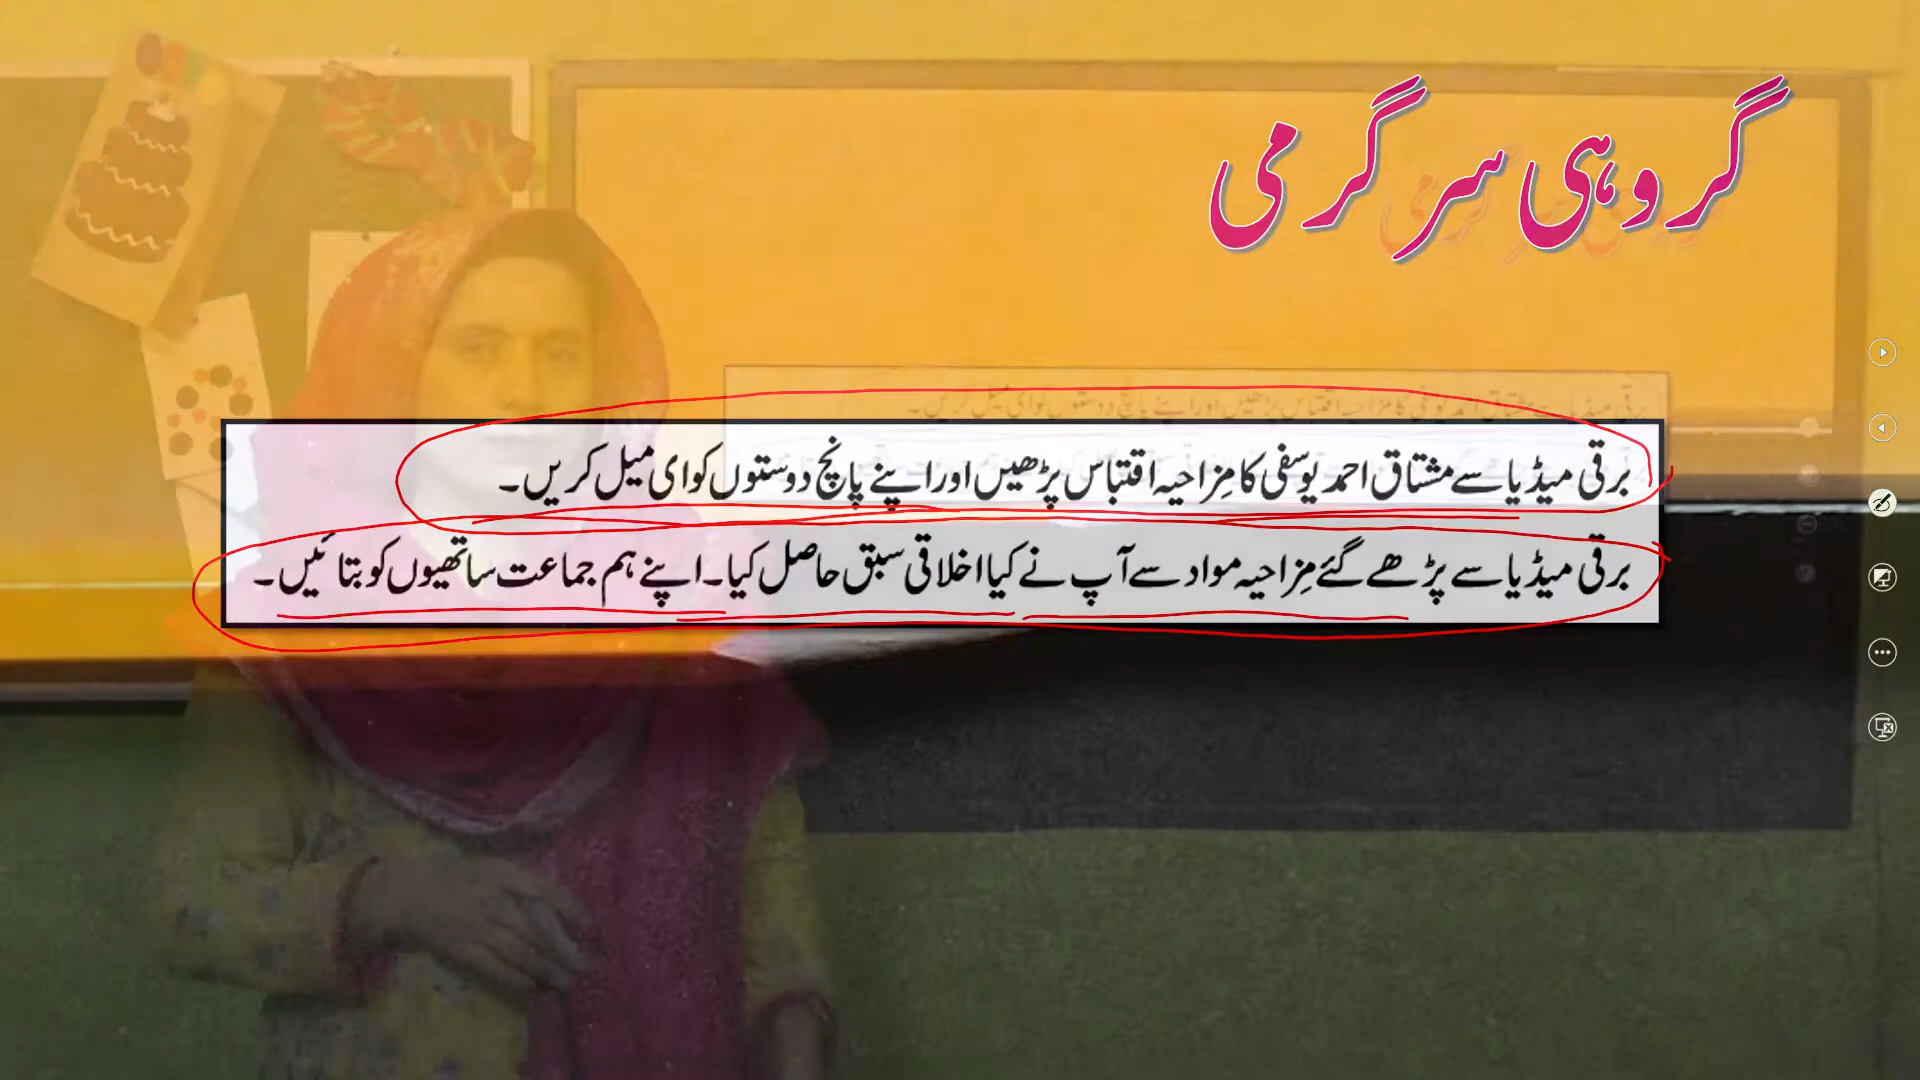 گروہی سرگرمی
برقی میڈیا سے مشتاق احمد یوسفی کا مِزاحیہ اقتباس پڑھیں اور اپنے پانچ دوستوں کو ای میل کریں۔
برقی میڈیا سے پڑھے گئے مِزاحیہ مواد سے آپ نے کیا اخلاقی سبق حاصل کیا۔ اپنے ہم جماعت ساتھیوں کو بتائیں۔